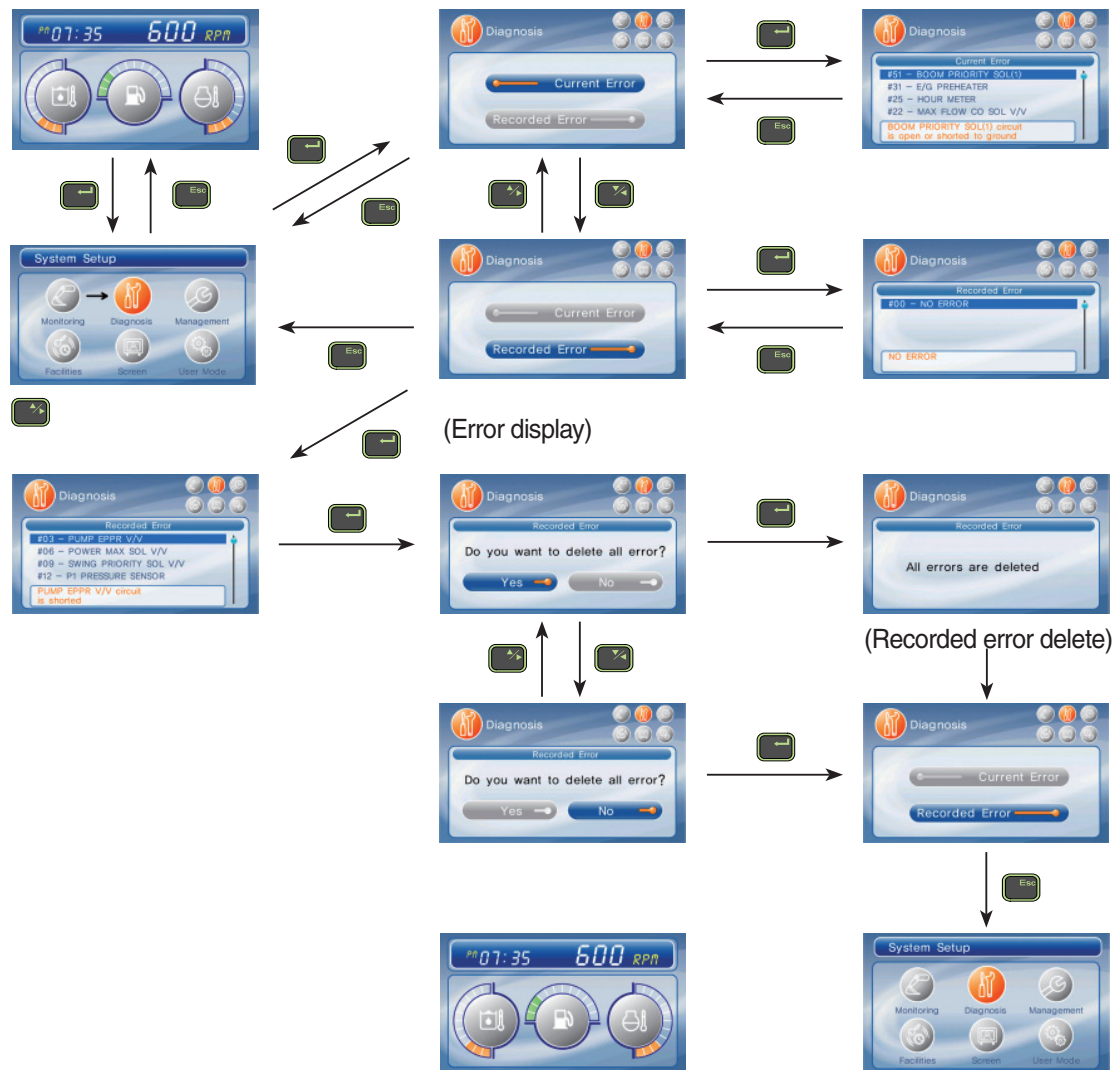 PM 07:35 600 RPM
Diagnosis
Current Error
Recorded Error
Esc
Diagnosis
Current Error
#51 - BOOM PRIORITY SOL(1)
#31 - E/G PREHEATER
#25 - HOUR METER
#22 - MAX FLOW CO SOL V/V
BOOM PRIORITY SOL(1) circuit
is open or shorted to ground
Esc
Esc
System Setup
Monitoring Diagnosis Management
Facilities Screen User Mode
Esc
Diagnosis
Current Error
Recorded Error
Esc
Diagnosis
Recorded Error
#00 - NO ERROR
NO ERROR
(Error display)
Diagnosis
Recorded Error
#03 - PUMP EPPR V/V
#06 - POWER MAX SOL V/V
#09 - SWING PRIORITY SOL V/V
#12 - P1 PRESSURE SENSOR
PUMP EPPR V/V circuit
is shorted
Diagnosis
Recorded Error
Do you want to delete all error?
Yes No
Diagnosis
Recorded Error
All errors are deleted
(Recorded error delete)
Diagnosis
Recorded Error
Do you want to delete all error?
Yes No
Diagnosis
Current Error
Recorded Error
Esc
PM 07:35 600 RPM
System Setup
Monitoring Diagnosis Management
Facilities Screen User Mode